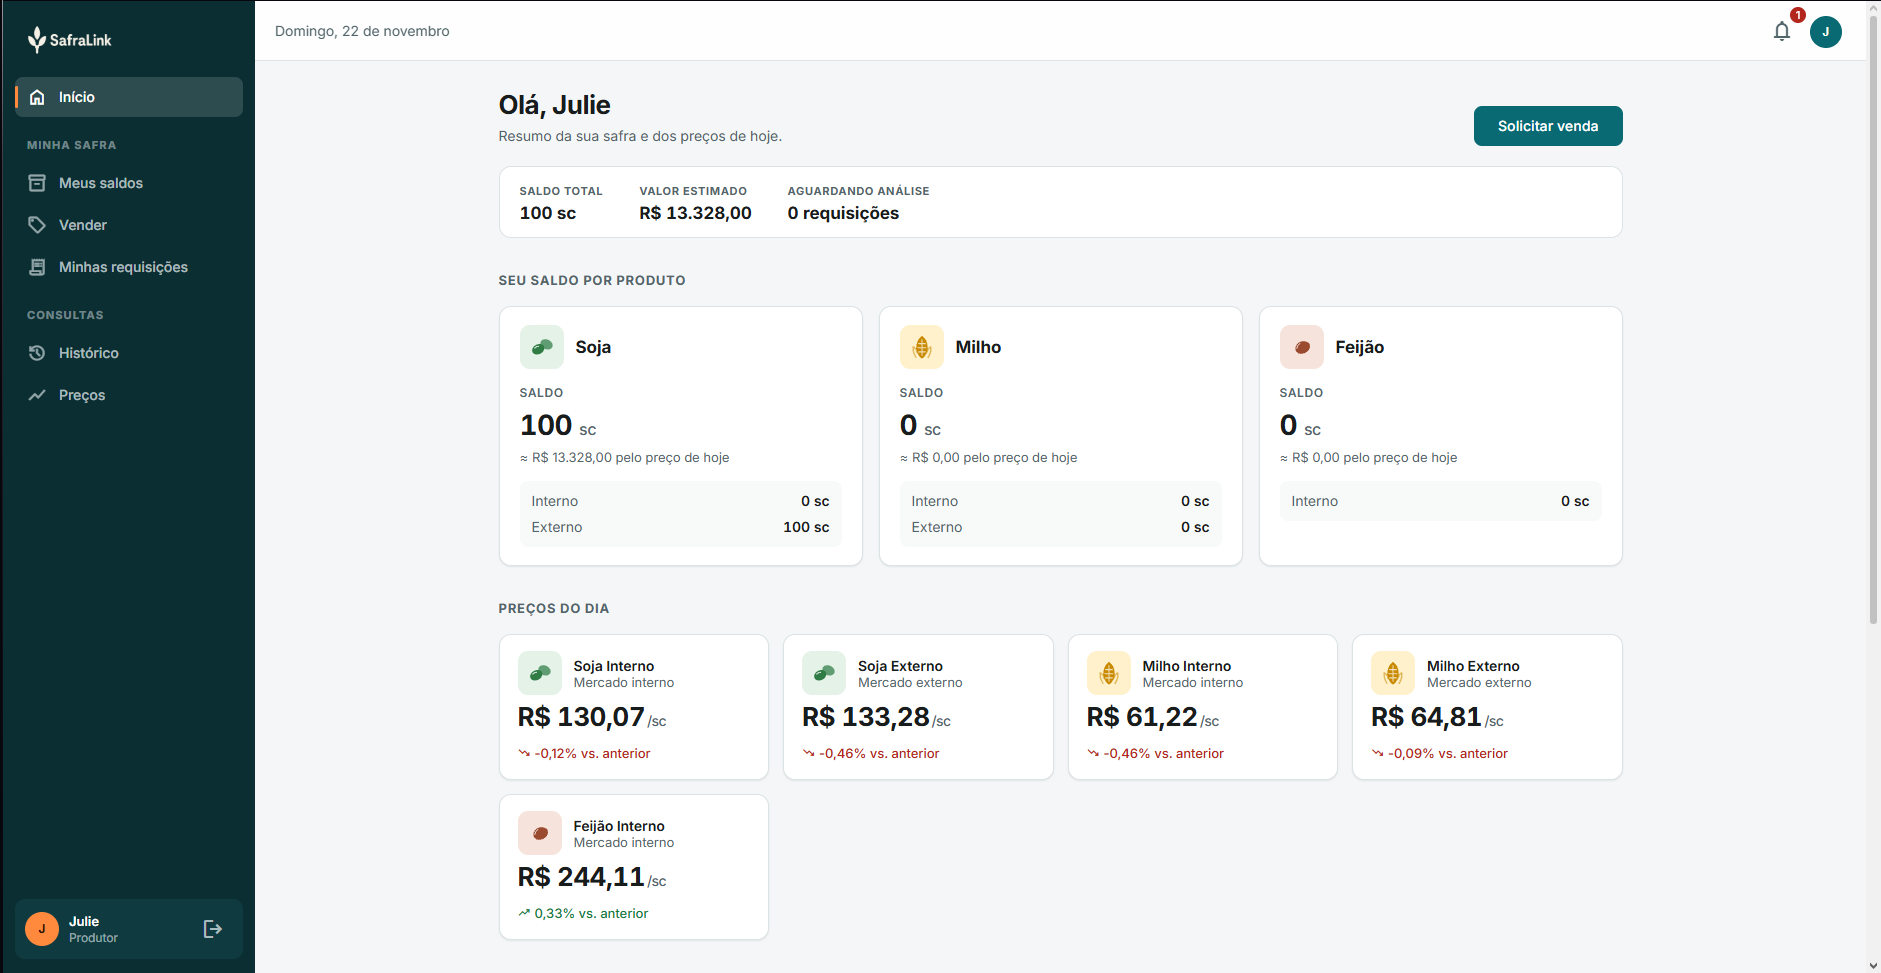 SafraLink
Início
MINHA SAFRA
Meus saldos
Vender
Minhas requisições
CONSULTAS
Histórico
Preços
J
Julie
Produtor
Domingo, 22 de novembro
1
J
Olá, Julie
Resumo da sua safra e dos preços de hoje.
Solicitar venda
SALDO TOTAL
100 sc
VALOR ESTIMADO
R$ 13.328,00
AGUARDANDO ANÁLISE
0 requisições
SEU SALDO POR PRODUTO
Soja
SALDO
100 sc
≈ R$ 13.328,00 pelo preço de hoje
Interno 0 sc
Externo 100 sc
Milho
SALDO
0 sc
≈ R$ 0,00 pelo preço de hoje
Interno 0 sc
Externo 0 sc
Feijão
SALDO
0 sc
≈ R$ 0,00 pelo preço de hoje
Interno 0 sc
PREÇOS DO DIA
Soja Interno
Mercado interno
R$ 130,07 /sc
-0,12% vs. anterior
Soja Externo
Mercado externo
R$ 133,28 /sc
-0,46% vs. anterior
Milho Interno
Mercado interno
R$ 61,22 /sc
-0,46% vs. anterior
Milho Externo
Mercado externo
R$ 64,81 /sc
-0,09% vs. anterior
Feijão Interno
Mercado interno
R$ 244,11 /sc
0,33% vs. anterior